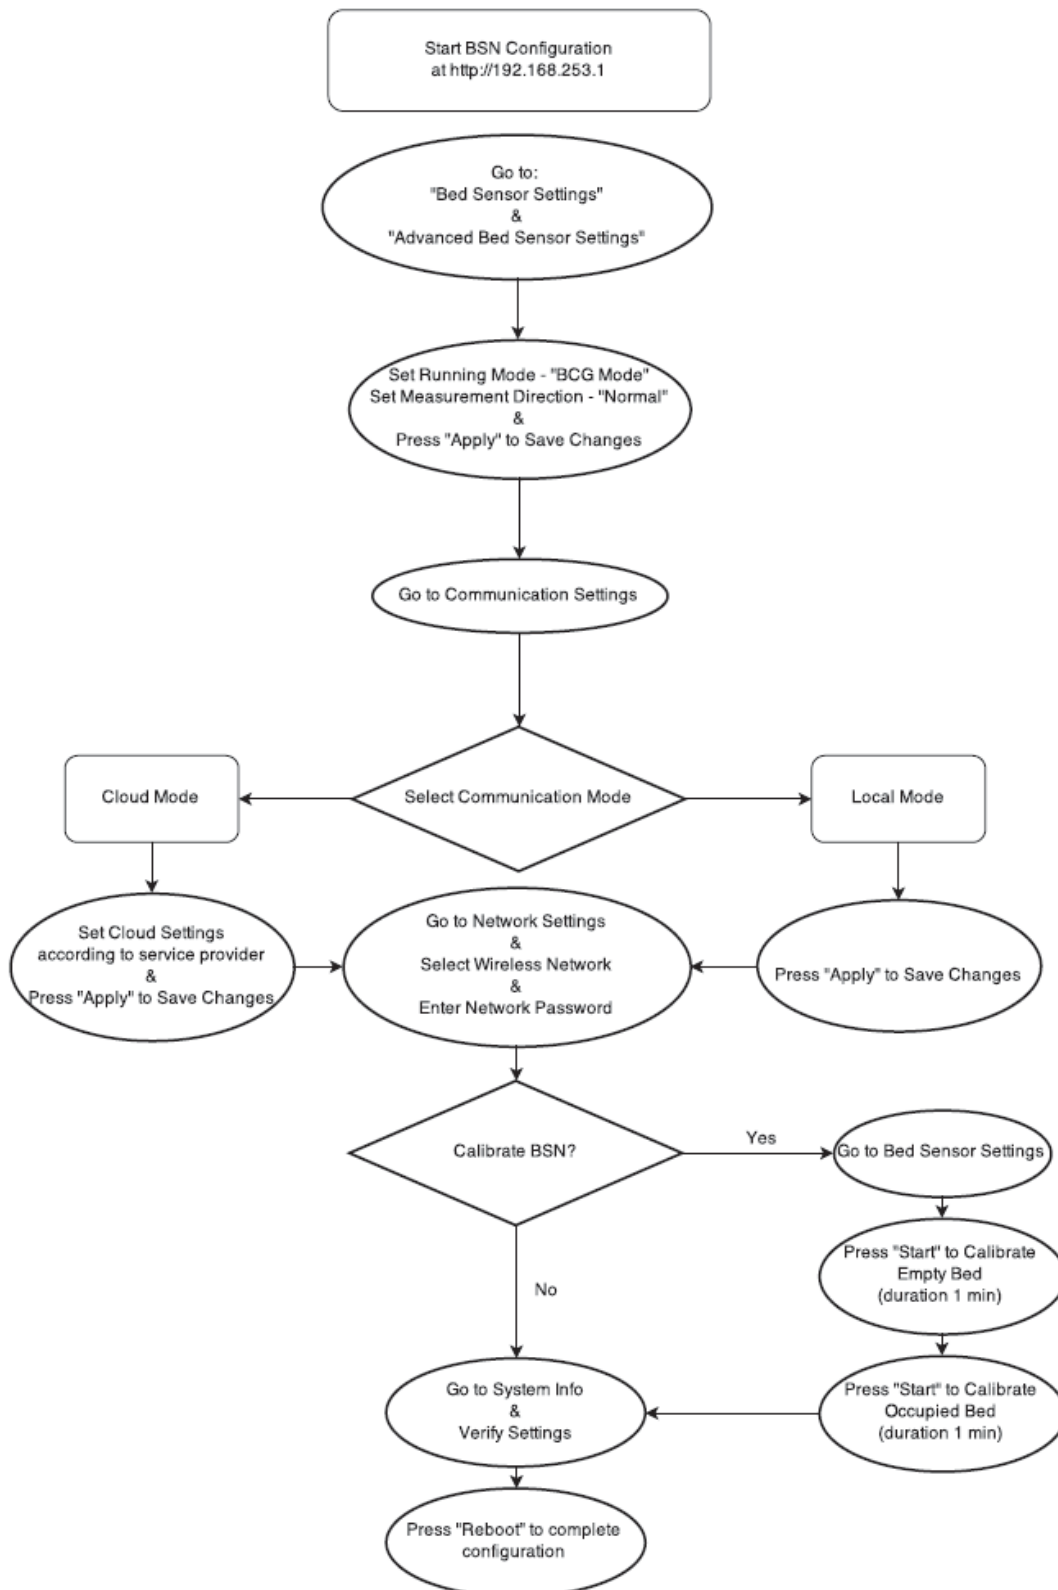 Start BSN Configuration
at http://192.168.253.1
Go to:
"Bed Sensor Settings"
&
"Advanced Bed Sensor Settings"
Set Running Mode - "BCG Mode"
Set Measurement Direction - "Normal"
&
Press "Apply" to Save Changes
Go to Communication Settings
Cloud Mode
Select Communication Mode
Local Mode
Set Cloud Settings
according to service provider
&
Press "Apply" to Save Changes
Go to Network Settings
&
Select Wireless Network
&
Enter Network Password
Press "Apply" to Save Changes
Calibrate BSN?
Yes
Go to Bed Sensor Settings
Press "Start" to Calibrate
Empty Bed
(duration 1 min)
No
Go to System Info
&
Verify Settings
Press "Start" to Calibrate
Occupied Bed
(duration 1 min)
Press "Reboot" to complete
configuration